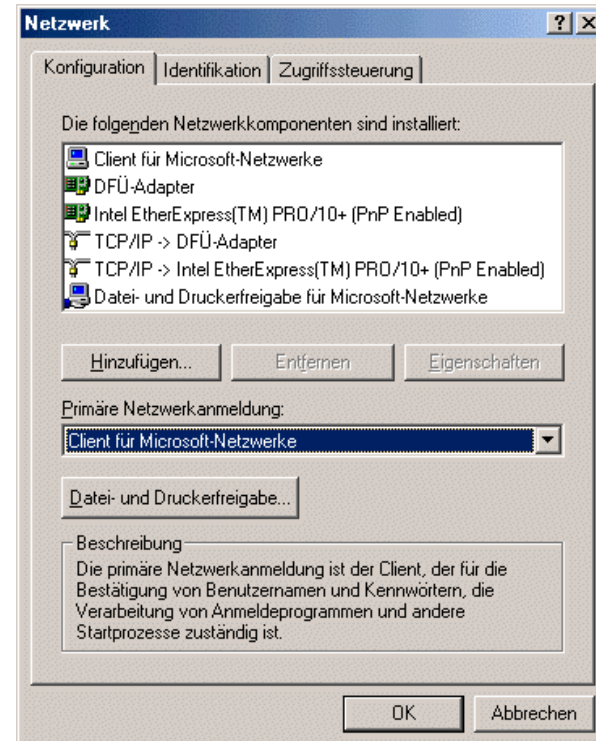 Netzwerk
Konfiguration
Identifikation
Zugriffssteuerung
Die folgenden Netzwerkkomponenten sind installiert:
Client für Microsoft-Netzwerke
DFÜ-Adapter
Intel EtherExpress(TM) PRO/10+ (PnP Enabled)
TCP/IP -> DFÜ-Adapter
TCP/IP -> Intel EtherExpress(TM) PRO/10+ (PnP Enabled)
Datei- und Druckerfreigabe für Microsoft-Netzwerke
Hinzufügen...
Entfernen
Eigenschaften
Primäre Netzwerkanmeldung:
Client für Microsoft-Netzwerke
Datei- und Druckerfreigabe...
Beschreibung
Die primäre Netzwerkanmeldung ist der Client, der für die
Bestätigung von Benutzernamen und Kennwörtern, die
Verarbeitung von Anmeldeprogrammen und andere
Startprozesse zuständig ist.
OK
Abbrechen